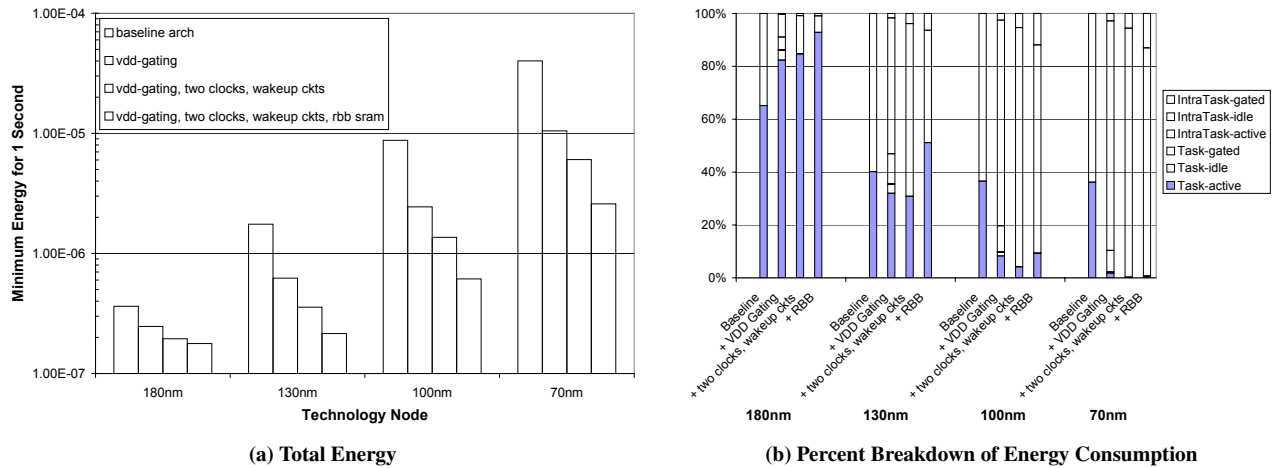 1.00E-04
1.00E-05
1.00E-06
1.00E-07
Minimum Energy for 1 Second
baseline arch
vdd-gating
vdd-gating, two clocks, wakeup ckts
vdd-gating, two clocks, wakeup ckts, rbb sram
180nm
130nm
100nm
70nm
Technology Node
(a) Total Energy
100%
80%
60%
40%
20%
0%
IntraTask-gated
IntraTask-idle
IntraTask-active
Task-gated
Task-idle
Task-active
Baseline
+ VDD Gating
+ two clocks, wakeup ckts
+ RBB
Baseline
+ VDD Gating
+ two clocks, wakeup ckts
+ RBB
Baseline
+ VDD Gating
+ two clocks, wakeup ckts
+ RBB
Baseline
+ VDD Gating
+ two clocks, wakeup ckts
+ RBB
180nm
130nm
100nm
70nm
(b) Percent Breakdown of Energy Consumption